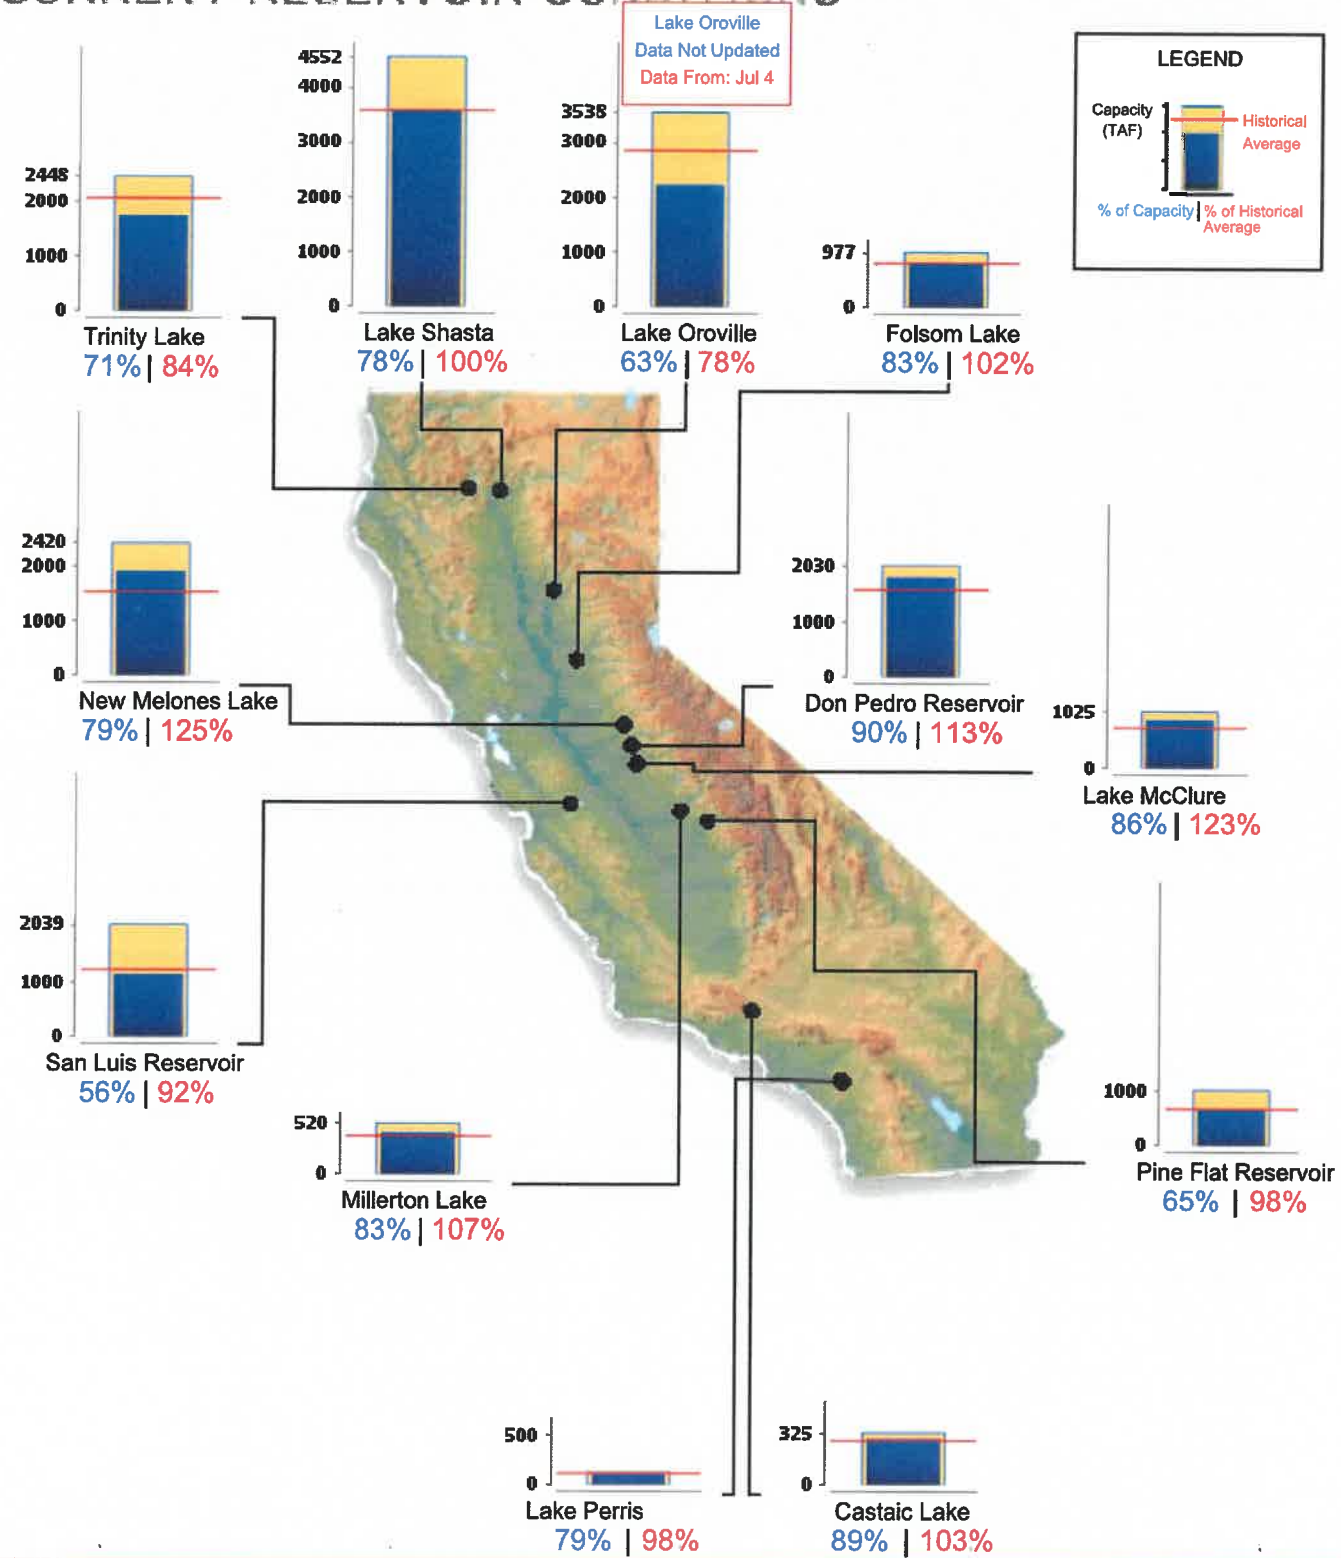 CURRENT RESERVOIR CONDITIONS
Lake Oroville
Data Not Updated
Data From: Jul 4
LEGEND
Capacity
(TAF)
Historical
Average
% of Capacity | % of Historical
Average
2448
2000
1000
0
Trinity Lake
71% | 84%
4552
4000
3000
2000
1000
0
Lake Shasta
78% | 100%
3538
3000
2000
1000
0
Lake Oroville
63% | 78%
977
0
Folsom Lake
83% | 102%
2420
2000
1000
0
New Melones Lake
79% | 125%
2030
1000
0
Don Pedro Reservoir
90% | 113%
1025
0
Lake McClure
86% | 123%
2039
1000
0
San Luis Reservoir
56% | 92%
520
0
Millerton Lake
83% | 107%
1000
0
Pine Flat Reservoir
65% | 98%
500
0
Lake Perris
79% | 98%
325
0
Castaic Lake
89% | 103%